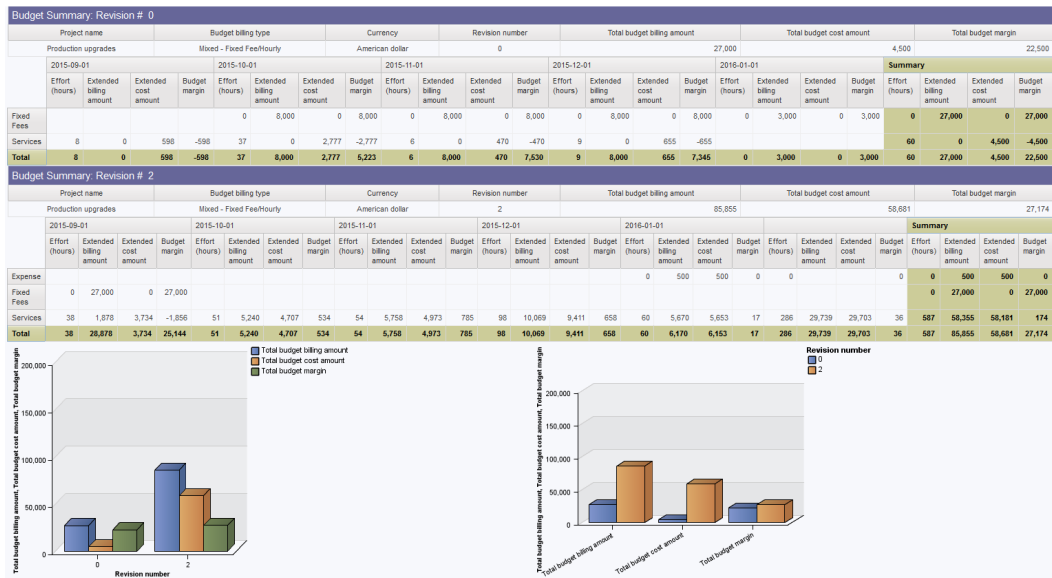 Budget Summary: Revision # 0
Project name Budget billing type Currency Revision number Total budget billing amount Total budget cost amount Total budget margin
Production upgrades Mixed - Fixed Fee/Hourly American dollar 0 27,000 4,500 22,500
2015-09-01 2015-10-01 2015-11-01 2015-12-01 2016-01-01 Summary
Effort (hours) Extended billing amount Extended cost amount Budget margin Effort (hours) Extended billing amount Extended cost amount Budget margin Effort (hours) Extended billing amount Extended cost amount Budget margin Effort (hours) Extended billing amount Extended cost amount Budget margin Effort (hours) Extended billing amount Extended cost amount Budget margin Effort (hours) Extended billing amount Extended cost amount Budget margin
Fixed Fees 0 8,000 0 8,000 0 8,000 0 8,000 0 8,000 0 8,000 0 3,000 0 3,000 0 27,000 0 27,000
Services 8 0 598 -598 37 0 2,777 -2,777 6 0 470 -470 9 0 655 -655 60 0 4,500 -4,500
Total 8 0 598 -598 37 8,000 2,777 5,223 6 8,000 470 7,530 9 8,000 655 7,345 0 3,000 0 3,000 60 27,000 4,500 22,500
Budget Summary: Revision # 2
Project name Budget billing type Currency Revision number Total budget billing amount Total budget cost amount Total budget margin
Production upgrades Mixed - Fixed Fee/Hourly American dollar 2 85,855 58,681 27,174
2015-09-01 2015-10-01 2015-11-01 2015-12-01 2016-01-01 Summary
Effort (hours) Extended billing amount Extended cost amount Budget margin Effort (hours) Extended billing amount Extended cost amount Budget margin Effort (hours) Extended billing amount Extended cost amount Budget margin Effort (hours) Extended billing amount Extended cost amount Budget margin Effort (hours) Extended billing amount Extended cost amount Budget margin Effort (hours) Extended billing amount Extended cost amount Budget margin Effort (hours) Extended billing amount Extended cost amount Budget margin
Expense 0 500 500 0 0 0 0 500 500 0
Fixed Fees 0 27,000 0 27,000 0 27,000 0 27,000
Services 38 1,878 3,734 -1,856 51 5,240 4,707 534 54 5,758 4,973 785 98 10,069 9,411 658 60 5,670 5,653 17 286 29,739 29,703 36 587 58,355 58,181 174
Total 38 28,878 3,734 25,144 51 5,240 4,707 534 54 5,758 4,973 785 98 10,069 9,411 658 60 6,170 6,153 17 286 29,739 29,703 36 587 85,855 58,681 27,174
Total budget billing amount, Total budget cost amount, Total budget margin
200,000
150,000
100,000
50,000
0
0 2
Revision number
Total budget billing amount
Total budget cost amount
Total budget margin
Total budget billing amount, Total budget cost amount, Total budget margin
200,000
150,000
100,000
50,000
0
Total budget billing amount
Total budget cost amount
Total budget margin
Revision number
0
2